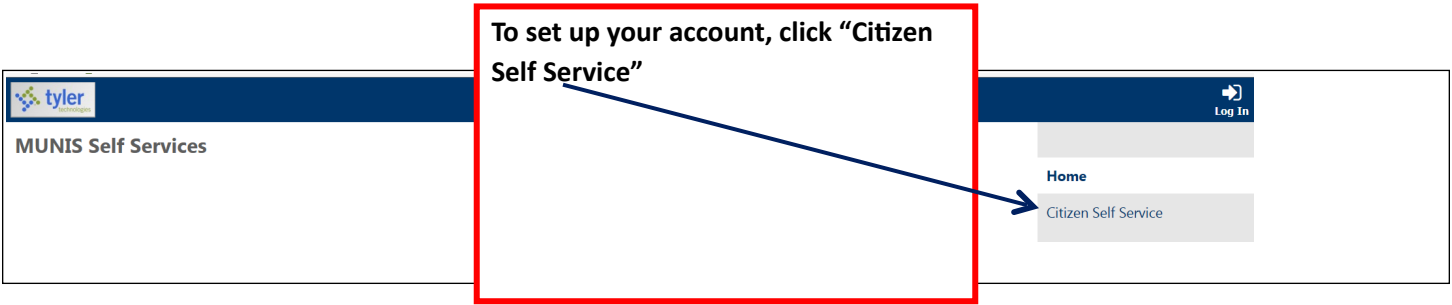 To set up your account, click “Citizen
Self Service”
tyler
technologies
Log In
MUNIS Self Services
Home
Citizen Self Service